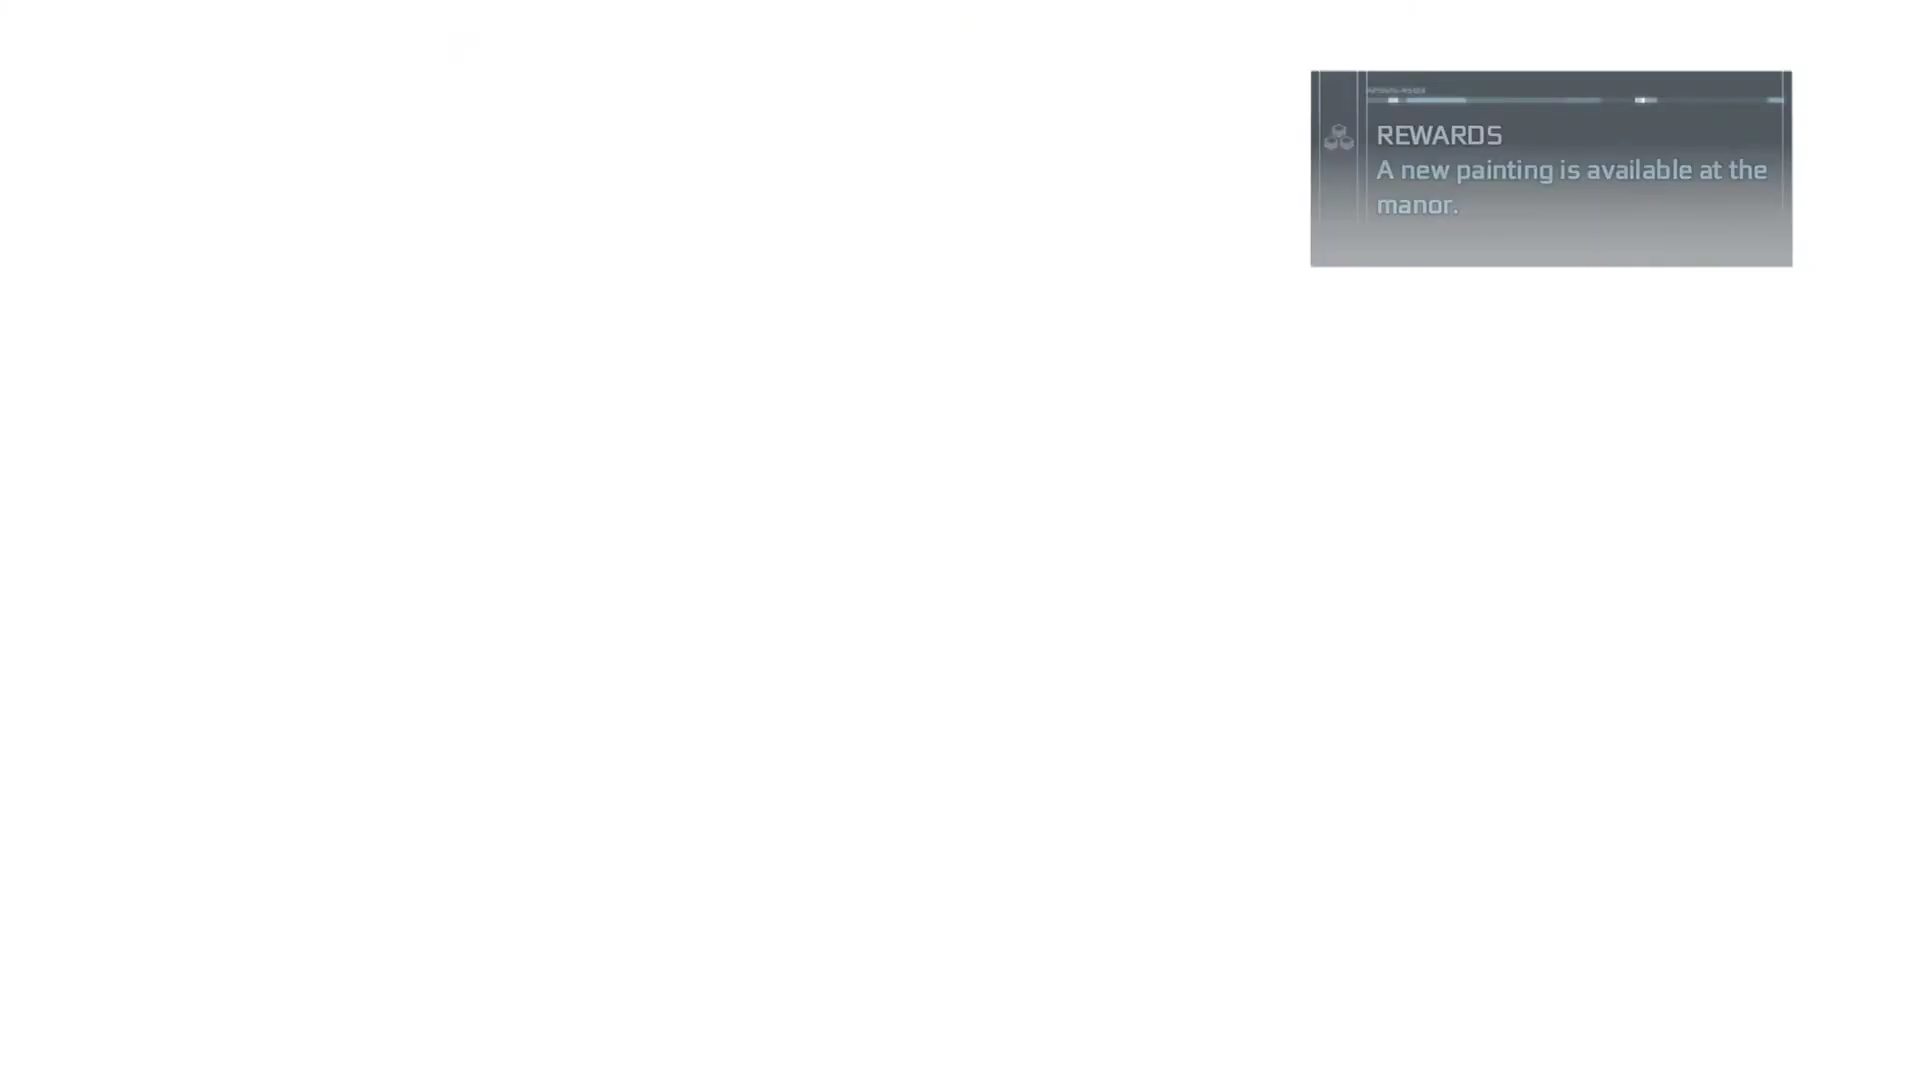 REWARDS
A new painting is available at the
manor.